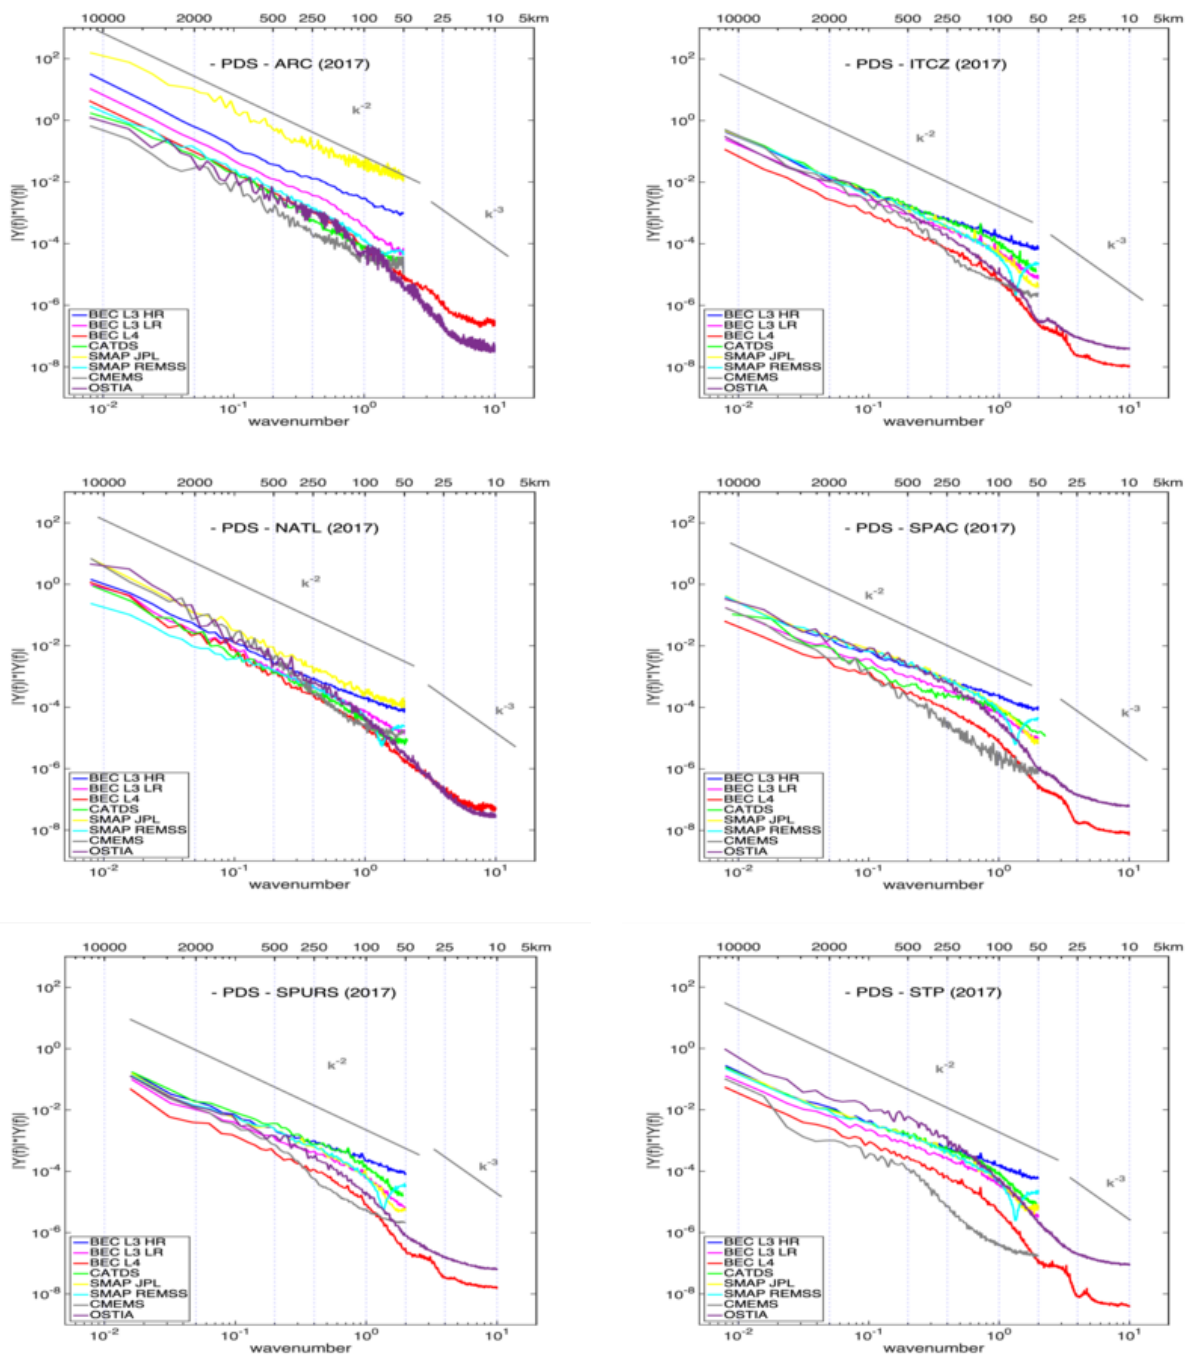 10000 2000 500 250 100 50 25 10 5km
- PDS - ARC (2017)
k-2
k-3
|Y(f)|*|Y(f)|
10^2
10^0
10^-2
10^-4
10^-6
10^-8
BEC L3 HR
BEC L3 LR
BEC L4
CATDS
SMAP JPL
SMAP REMSS
CMEMS
OSTIA
10^-2 10^-1 10^0 10^1
wavenumber
10000 2000 500 250 100 50 25 10 5km
- PDS - ITCZ (2017)
k-2
k-3
|Y(f)|*|Y(f)|
10^2
10^0
10^-2
10^-4
10^-6
10^-8
BEC L3 HR
BEC L3 LR
BEC L4
CATDS
SMAP JPL
SMAP REMSS
CMEMS
OSTIA
10^-2 10^-1 10^0 10^1
wavenumber
10000 2000 500 250 100 50 25 10 5km
- PDS - NATL (2017)
k-2
k-3
|Y(f)|*|Y(f)|
10^2
10^0
10^-2
10^-4
10^-6
10^-8
BEC L3 HR
BEC L3 LR
BEC L4
CATDS
SMAP JPL
SMAP REMSS
CMEMS
OSTIA
10^-2 10^-1 10^0 10^1
wavenumber
10000 2000 500 250 100 50 25 10 5km
- PDS - SPAC (2017)
k-2
k-3
|Y(f)|*|Y(f)|
10^2
10^0
10^-2
10^-4
10^-6
10^-8
BEC L3 HR
BEC L3 LR
BEC L4
CATDS
SMAP JPL
SMAP REMSS
CMEMS
OSTIA
10^-2 10^-1 10^0 10^1
wavenumber
10000 2000 500 250 100 50 25 10 5km
- PDS - SPURS (2017)
k-2
k-3
|Y(f)|*|Y(f)|
10^2
10^0
10^-2
10^-4
10^-6
10^-8
BEC L3 HR
BEC L3 LR
BEC L4
CATDS
SMAP JPL
SMAP REMSS
CMEMS
OSTIA
10^-2 10^-1 10^0 10^1
wavenumber
10000 2000 500 250 100 50 25 10 5km
- PDS - STP (2017)
k-2
k-3
|Y(f)|*|Y(f)|
10^2
10^0
10^-2
10^-4
10^-6
10^-8
BEC L3 HR
BEC L3 LR
BEC L4
CATDS
SMAP JPL
SMAP REMSS
CMEMS
OSTIA
10^-2 10^-1 10^0 10^1
wavenumber